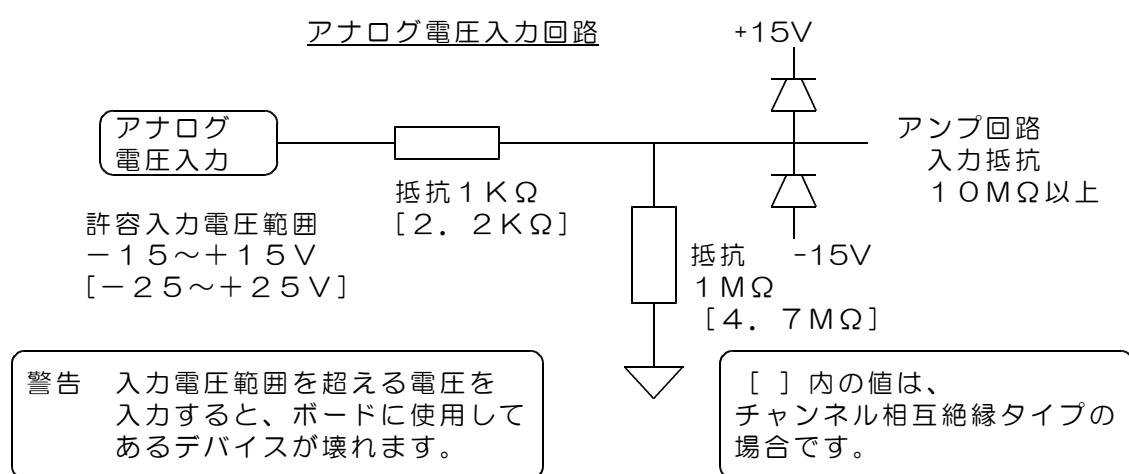 アナログ電圧入力回路
+15V
アナログ
電圧入力
アンプ回路
入力抵抗
10MΩ以上
抵抗1KΩ
[2.2KΩ]
許容入力電圧範囲
-15~+15V
[-25~+25V]
抵抗
-15V
1MΩ
[4.7MΩ]
警告 入力電圧範囲を超える電圧を
入力すると、ボードに使用して
あるデバイスが壊れます。
[ ]内の値は、
チャンネル相互絶縁タイプの
場合です。